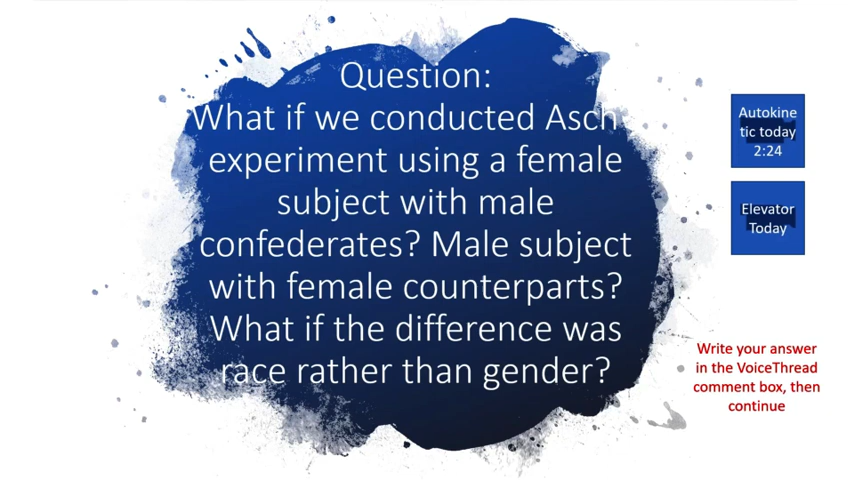 Question:
What if we conducted Asch
experiment using a female
subject with male
confederates? Male subject
with female counterparts?
What if the difference was
race rather than gender?
Autokine
tic today
2:24
Elevator
Today
Write your answer
in the VoiceThread
comment box, then
continue